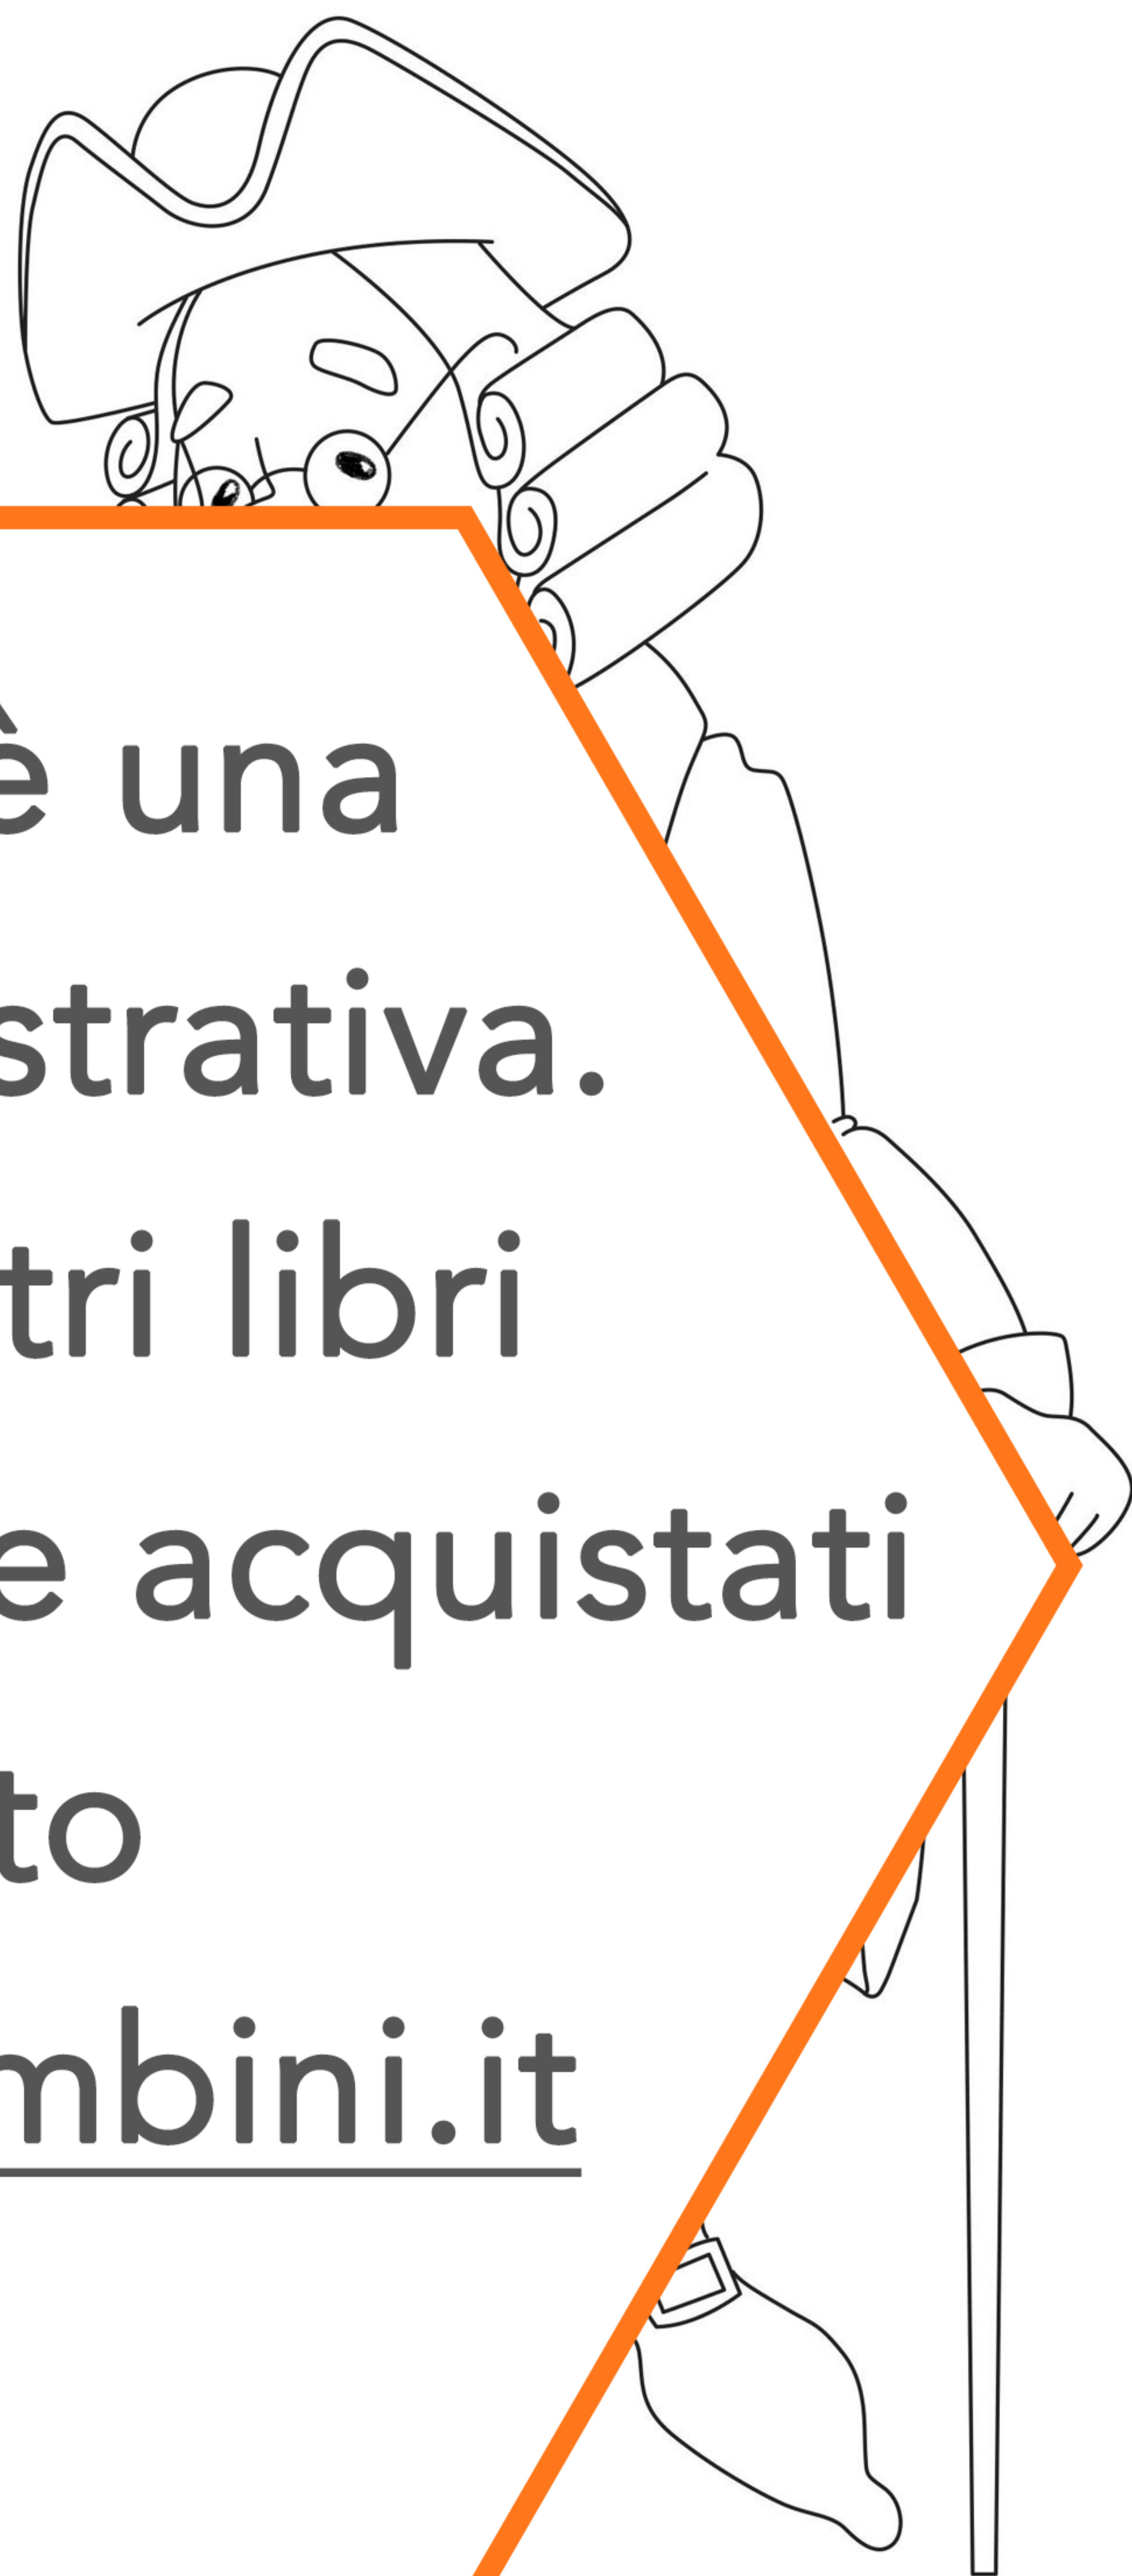 è una
strativa.
tri libri
e acquistati
to
mbini.it